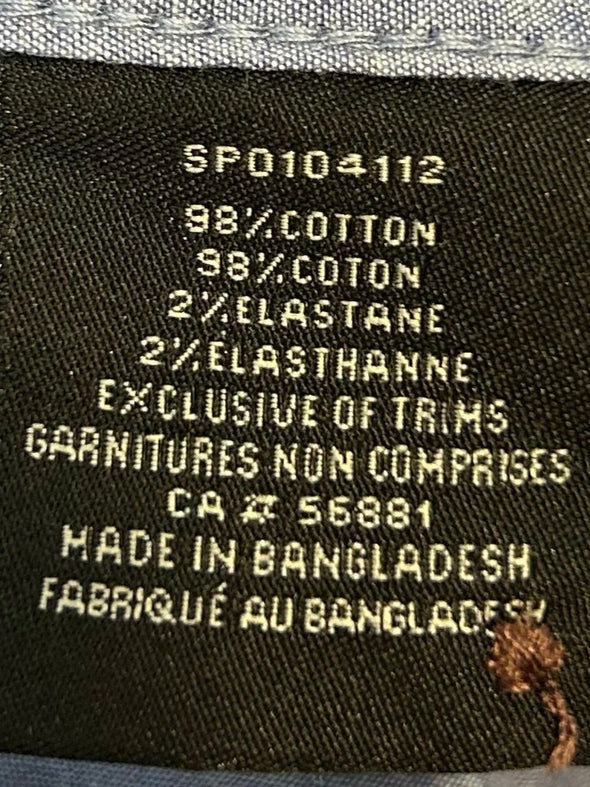 SP0104112
98% COTTON
98% COTON
2% ELASTANE
2% ÉLASTHANNE
EXCLUSIVE OF TRIMS
GARNITURES NON COMPRISES
CA # 56881
MADE IN BANGLADESH
FABRIQUÉ AU BANGLADESH